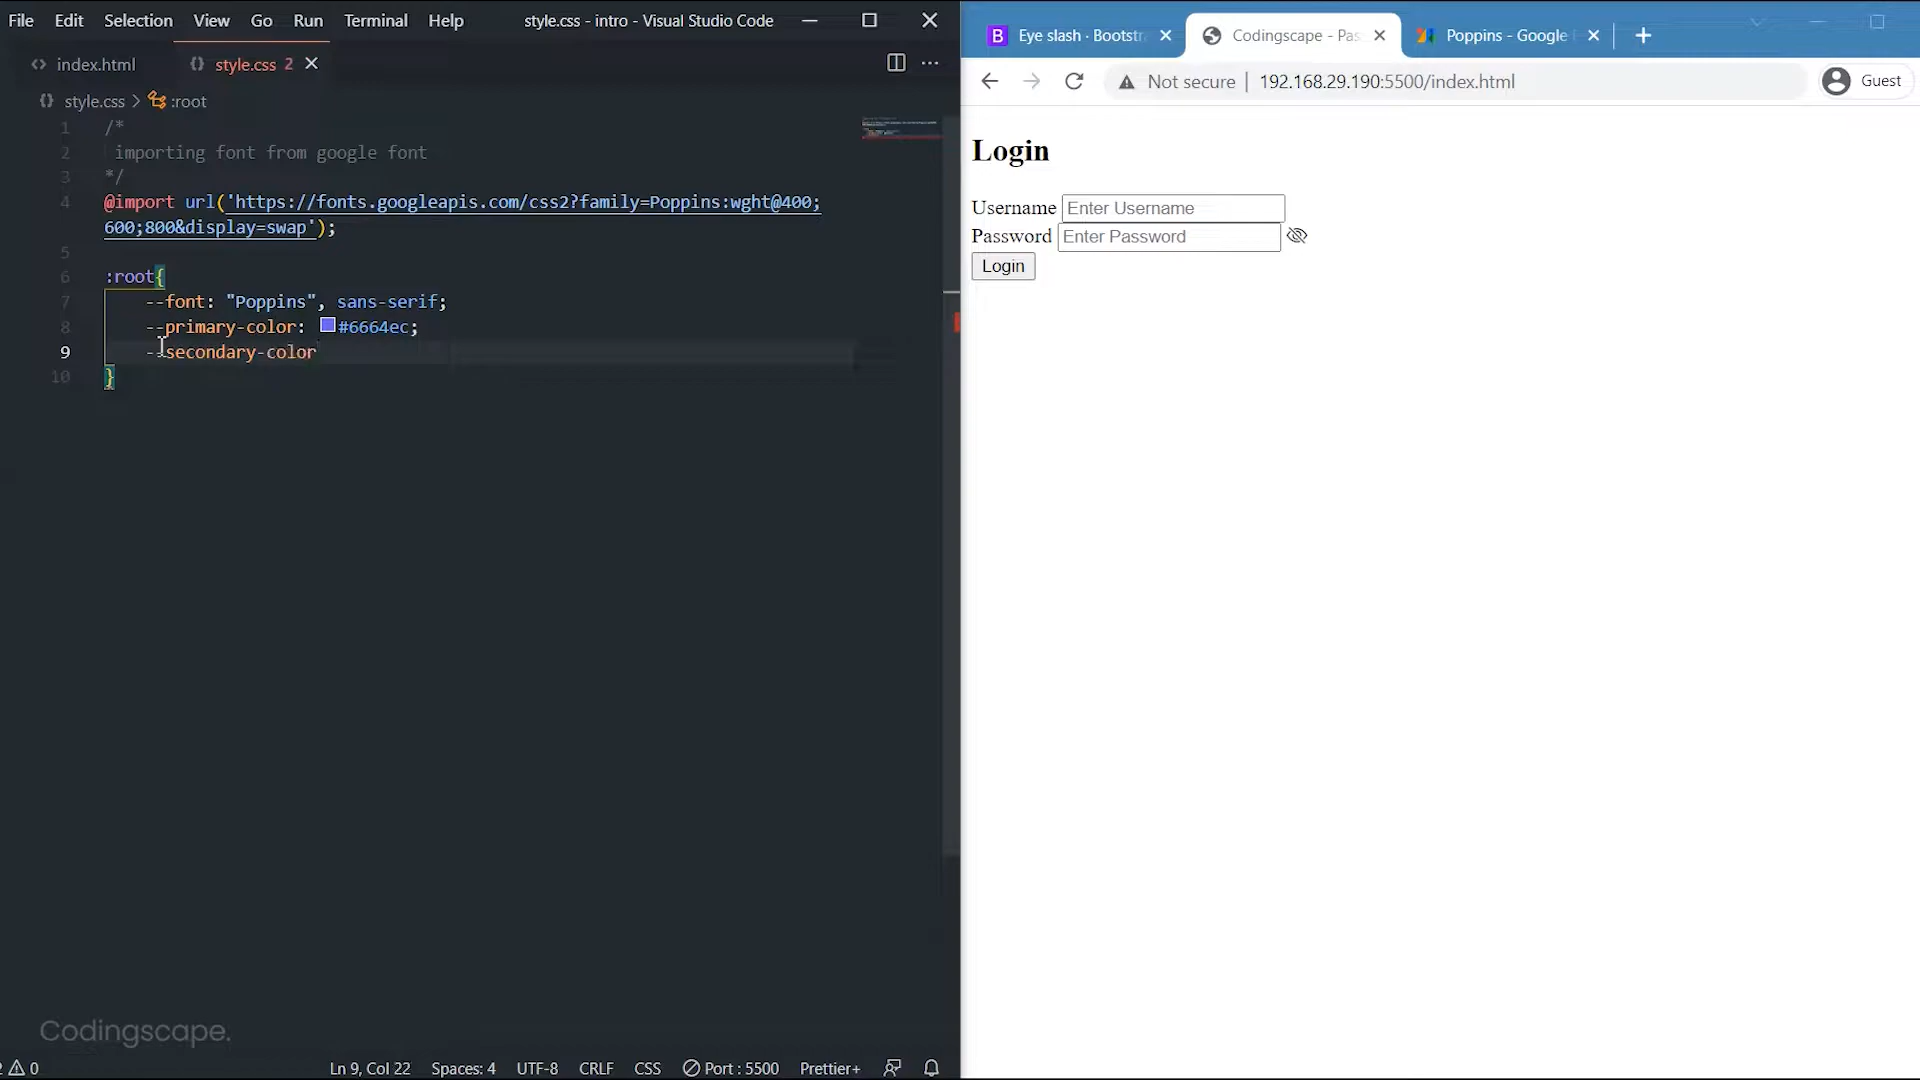 File Edit Selection View Go Run Terminal Help style.css - intro - Visual Studio Code
index.html style.css 2
style.css > :root
1 /*
2 importing font from google font
3 */
4 @import url('https://fonts.googleapis.com/css2?family=Poppins:wght@400;
600;800&display=swap');
5
6 :root{
7 --font: "Poppins", sans-serif;
8 --primary-color: #6664ec;
9 --secondary-color
10 }
Codingscape.
0 Ln 9, Col 22 Spaces: 4 UTF-8 CRLF CSS Port : 5500 Prettier+
B Eye slash · Bootstr Codingscape - Pas Poppins - Google
Not secure | 192.168.29.190:5500/index.html Guest
Login
Username Enter Username
Password Enter Password
Login